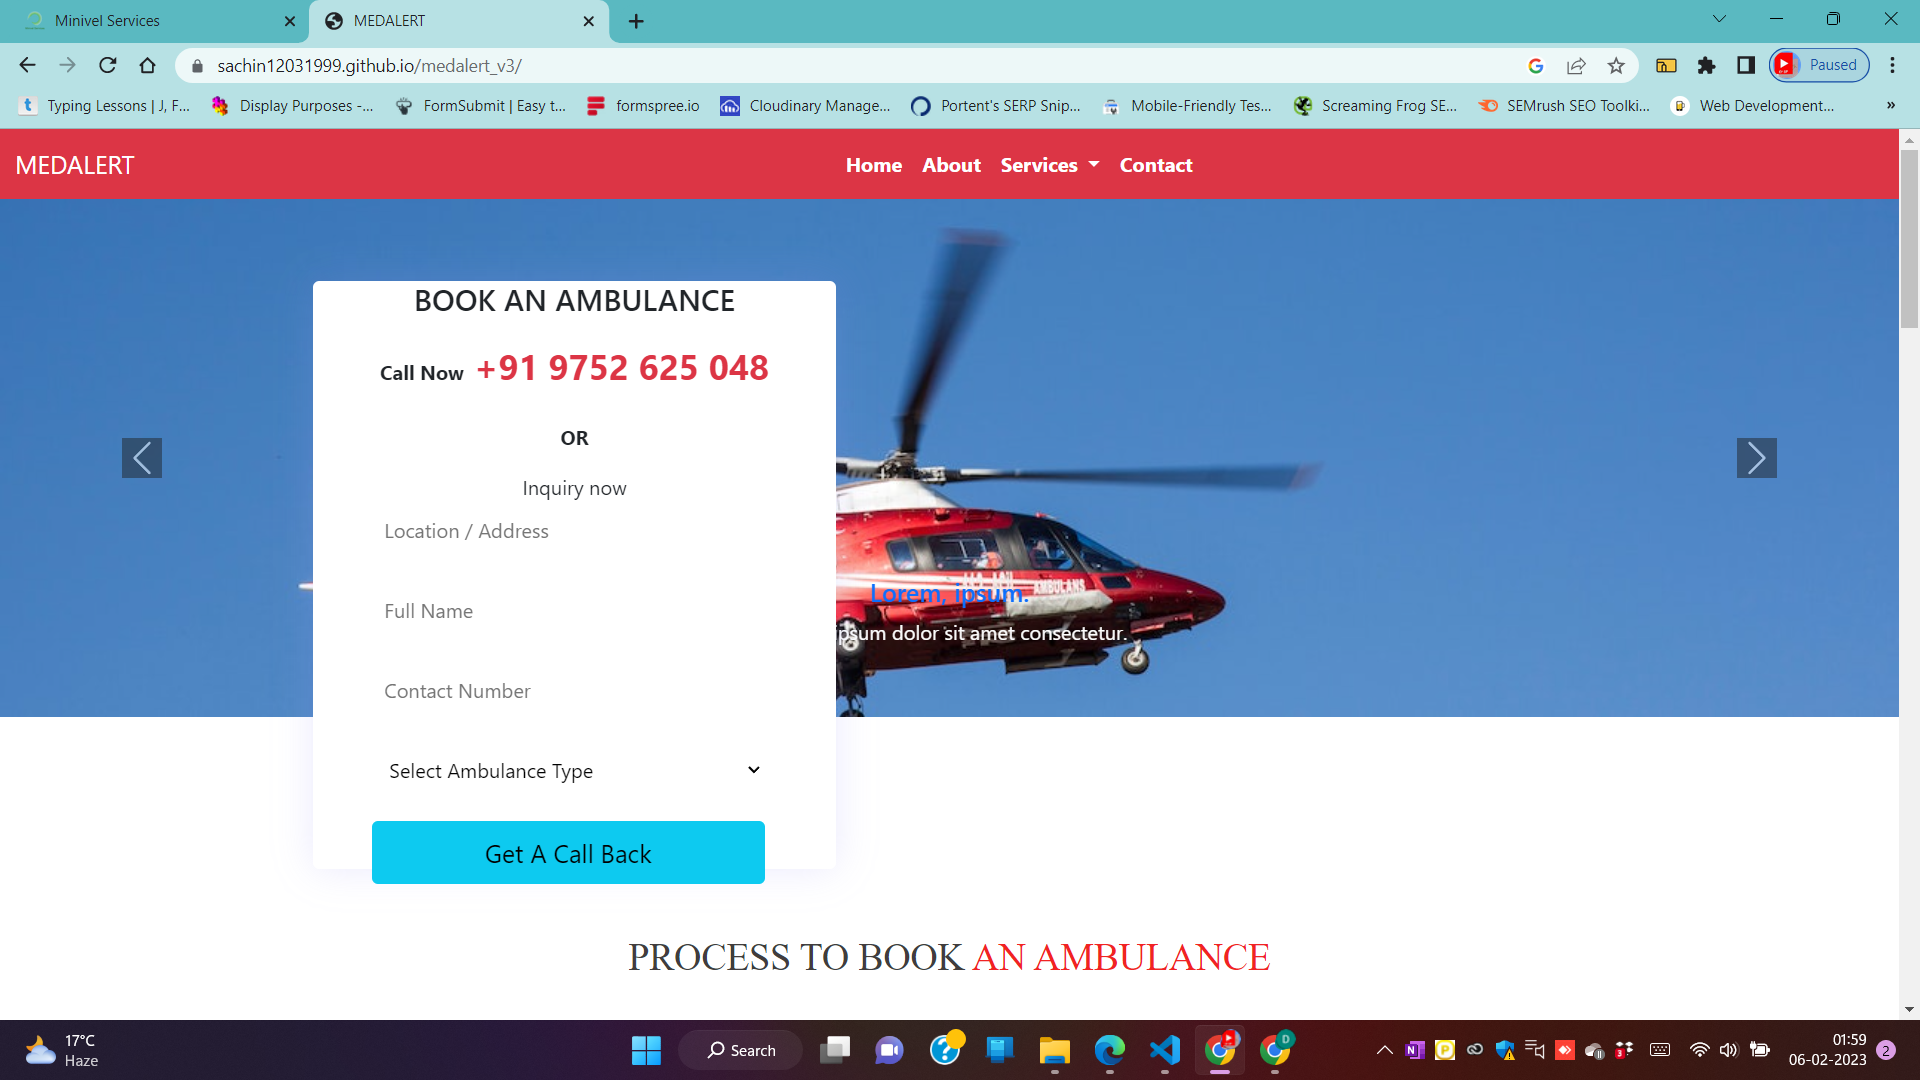 Minivel Services
MEDALERT
sachin12031999.github.io/medalert_v3/
Paused
Typing Lessons | J, F...
Display Purposes -...
FormSubmit | Easy t...
formspree.io
Cloudinary Manage...
Portent's SERP Snip...
Mobile-Friendly Tes...
Screaming Frog SE...
SEMrush SEO Toolki...
Web Development...
»
MEDALERT
Home
About
Services
Contact
BOOK AN AMBULANCE
Call Now +91 9752 625 048
OR
Inquiry now
Location / Address
Full Name
Contact Number
Select Ambulance Type
Get A Call Back
AMBULANS
Lorem, ipsum.
ipsum dolor sit amet consectetur.
PROCESS TO BOOK AN AMBULANCE
17°C
Haze
Search
D
N
P
3
01:59
06-02-2023
2